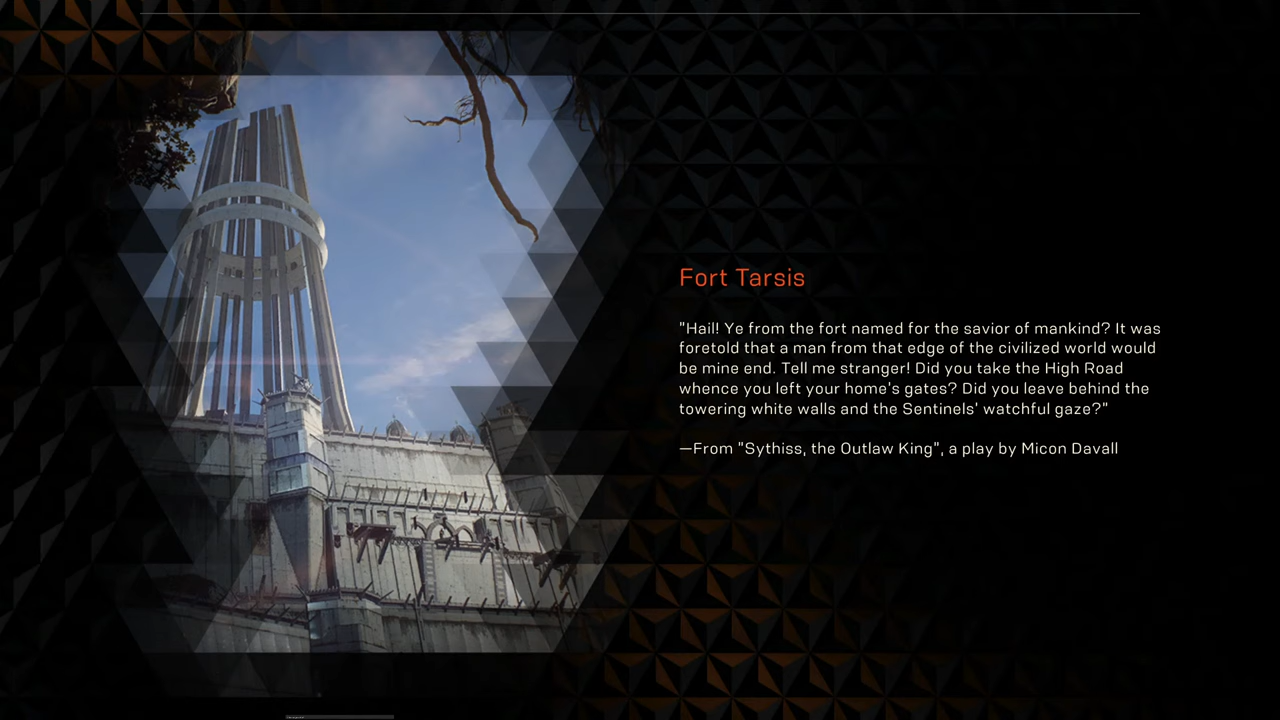 Fort Tarsis
"Hail! Ye from the fort named for the savior of mankind? It was
foretold that a man from that edge of the civilized world would
be mine end. Tell me stranger! Did you take the High Road
whence you left your home's gates? Did you leave behind the
towering white walls and the Sentinels' watchful gaze?"
—From "Sythiss, the Outlaw King", a play by Micon Davall